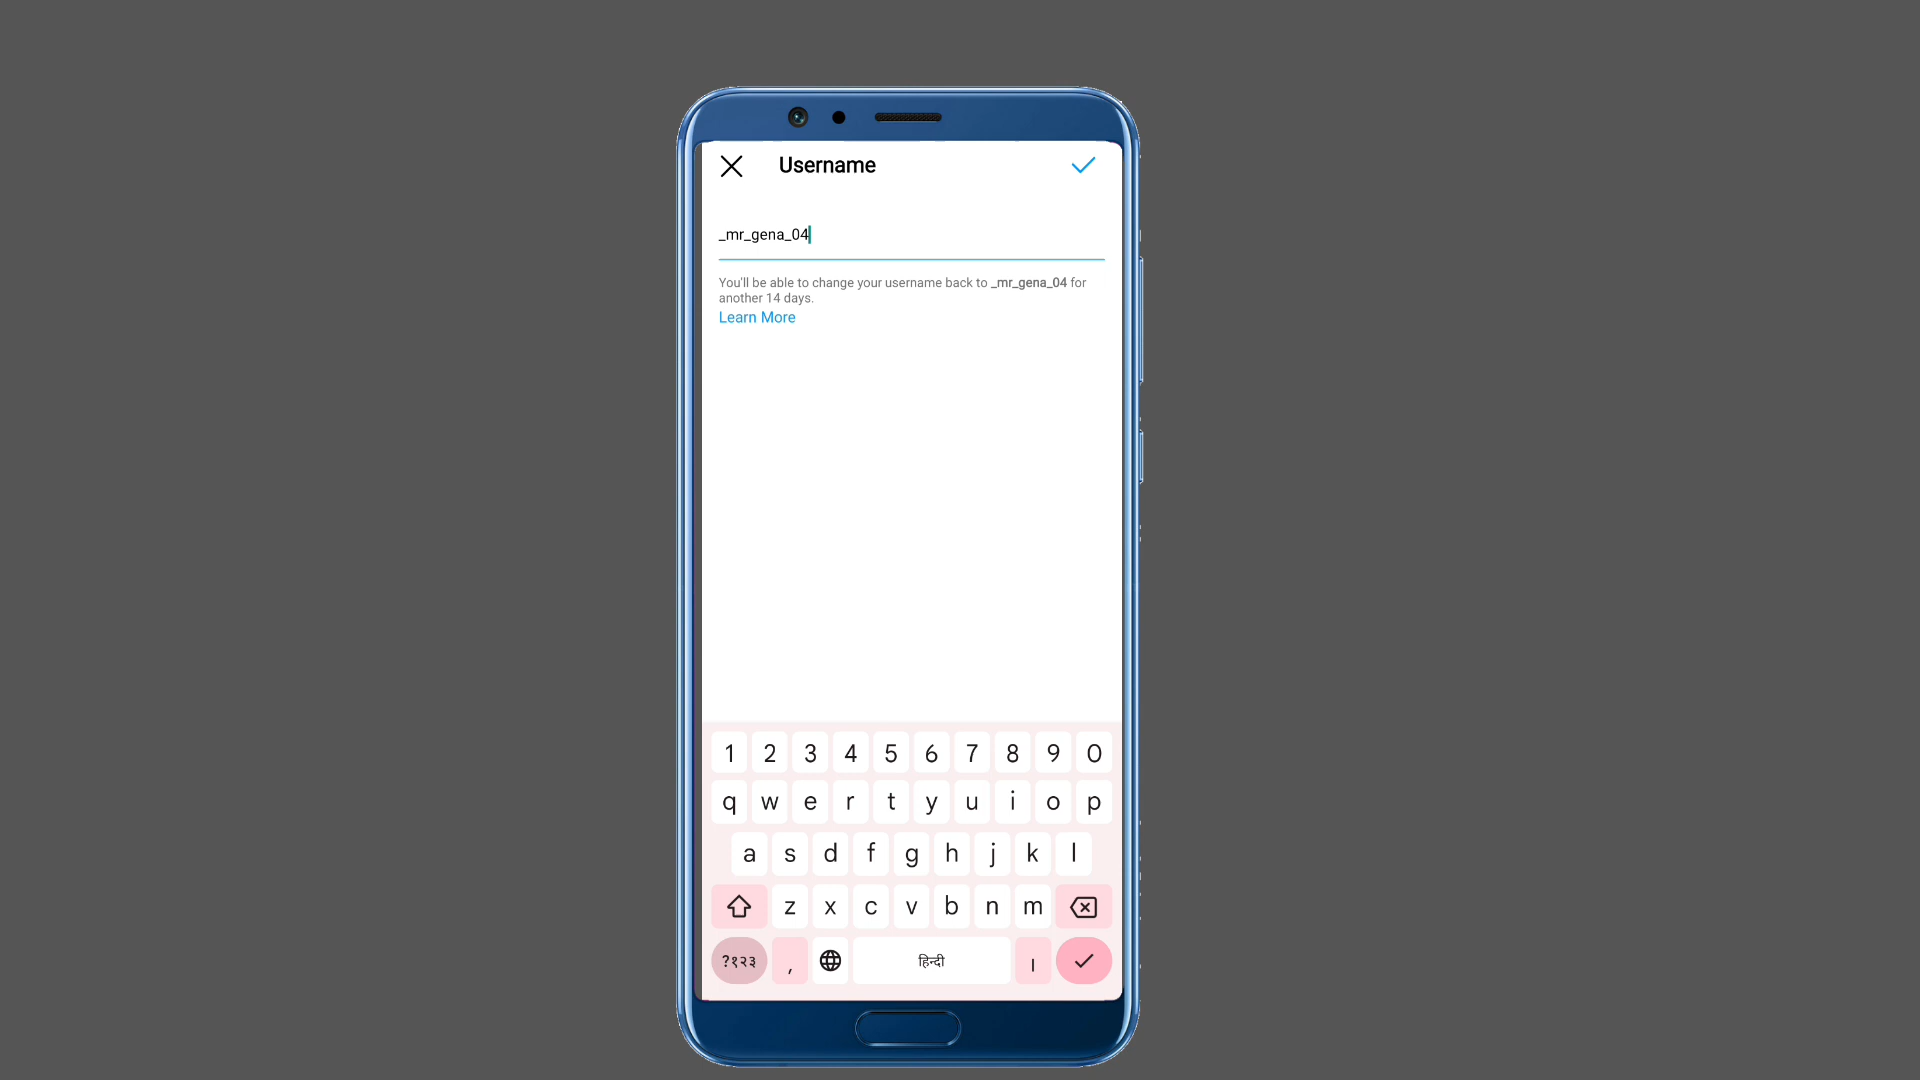 Username
_mr_gena_04
You'll be able to change your username back to _mr_gena_04 for
another 14 days.
Learn More
1 2 3 4 5 6 7 8 9 0
q w e r t y u i o p
a s d f g h j k l
z x c v b n m
?१२३ , हिन्दी ।